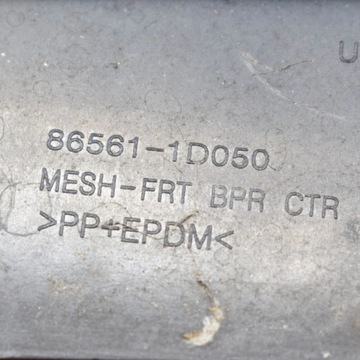 U
86561-1D050
MESH-FRT BPR CTR
>PP+EPDM<